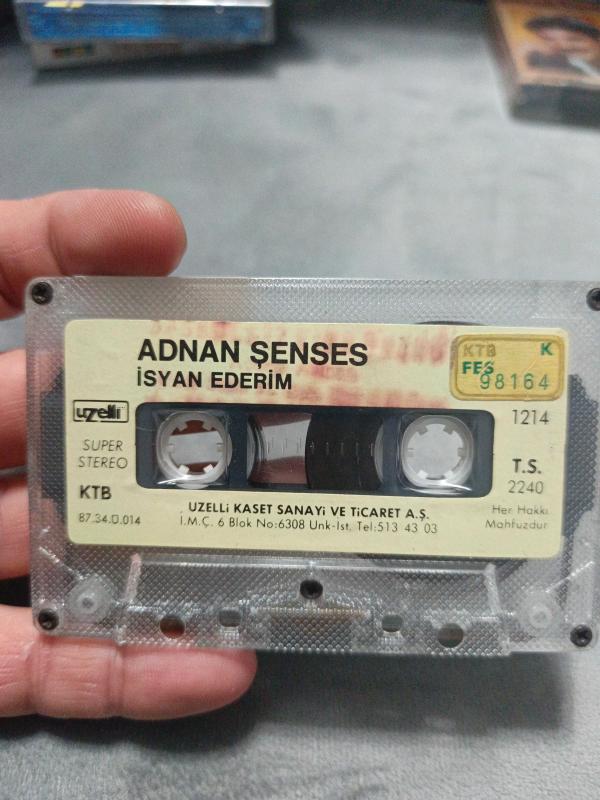 ADNAN ŞENSES
İSYAN EDERİM
KTB K
FES
98164
uzelli
SUPER
STEREO
KTB
87.34.Ü.014
1214
T.S.
2240
Her Hakkı
Mahfuzdur
UZELLİ KASET SANAYİ VE TİCARET A.Ş.
İ.M.Ç. 6 Blok No:6308 Unk-İst. Tel:513 43 03